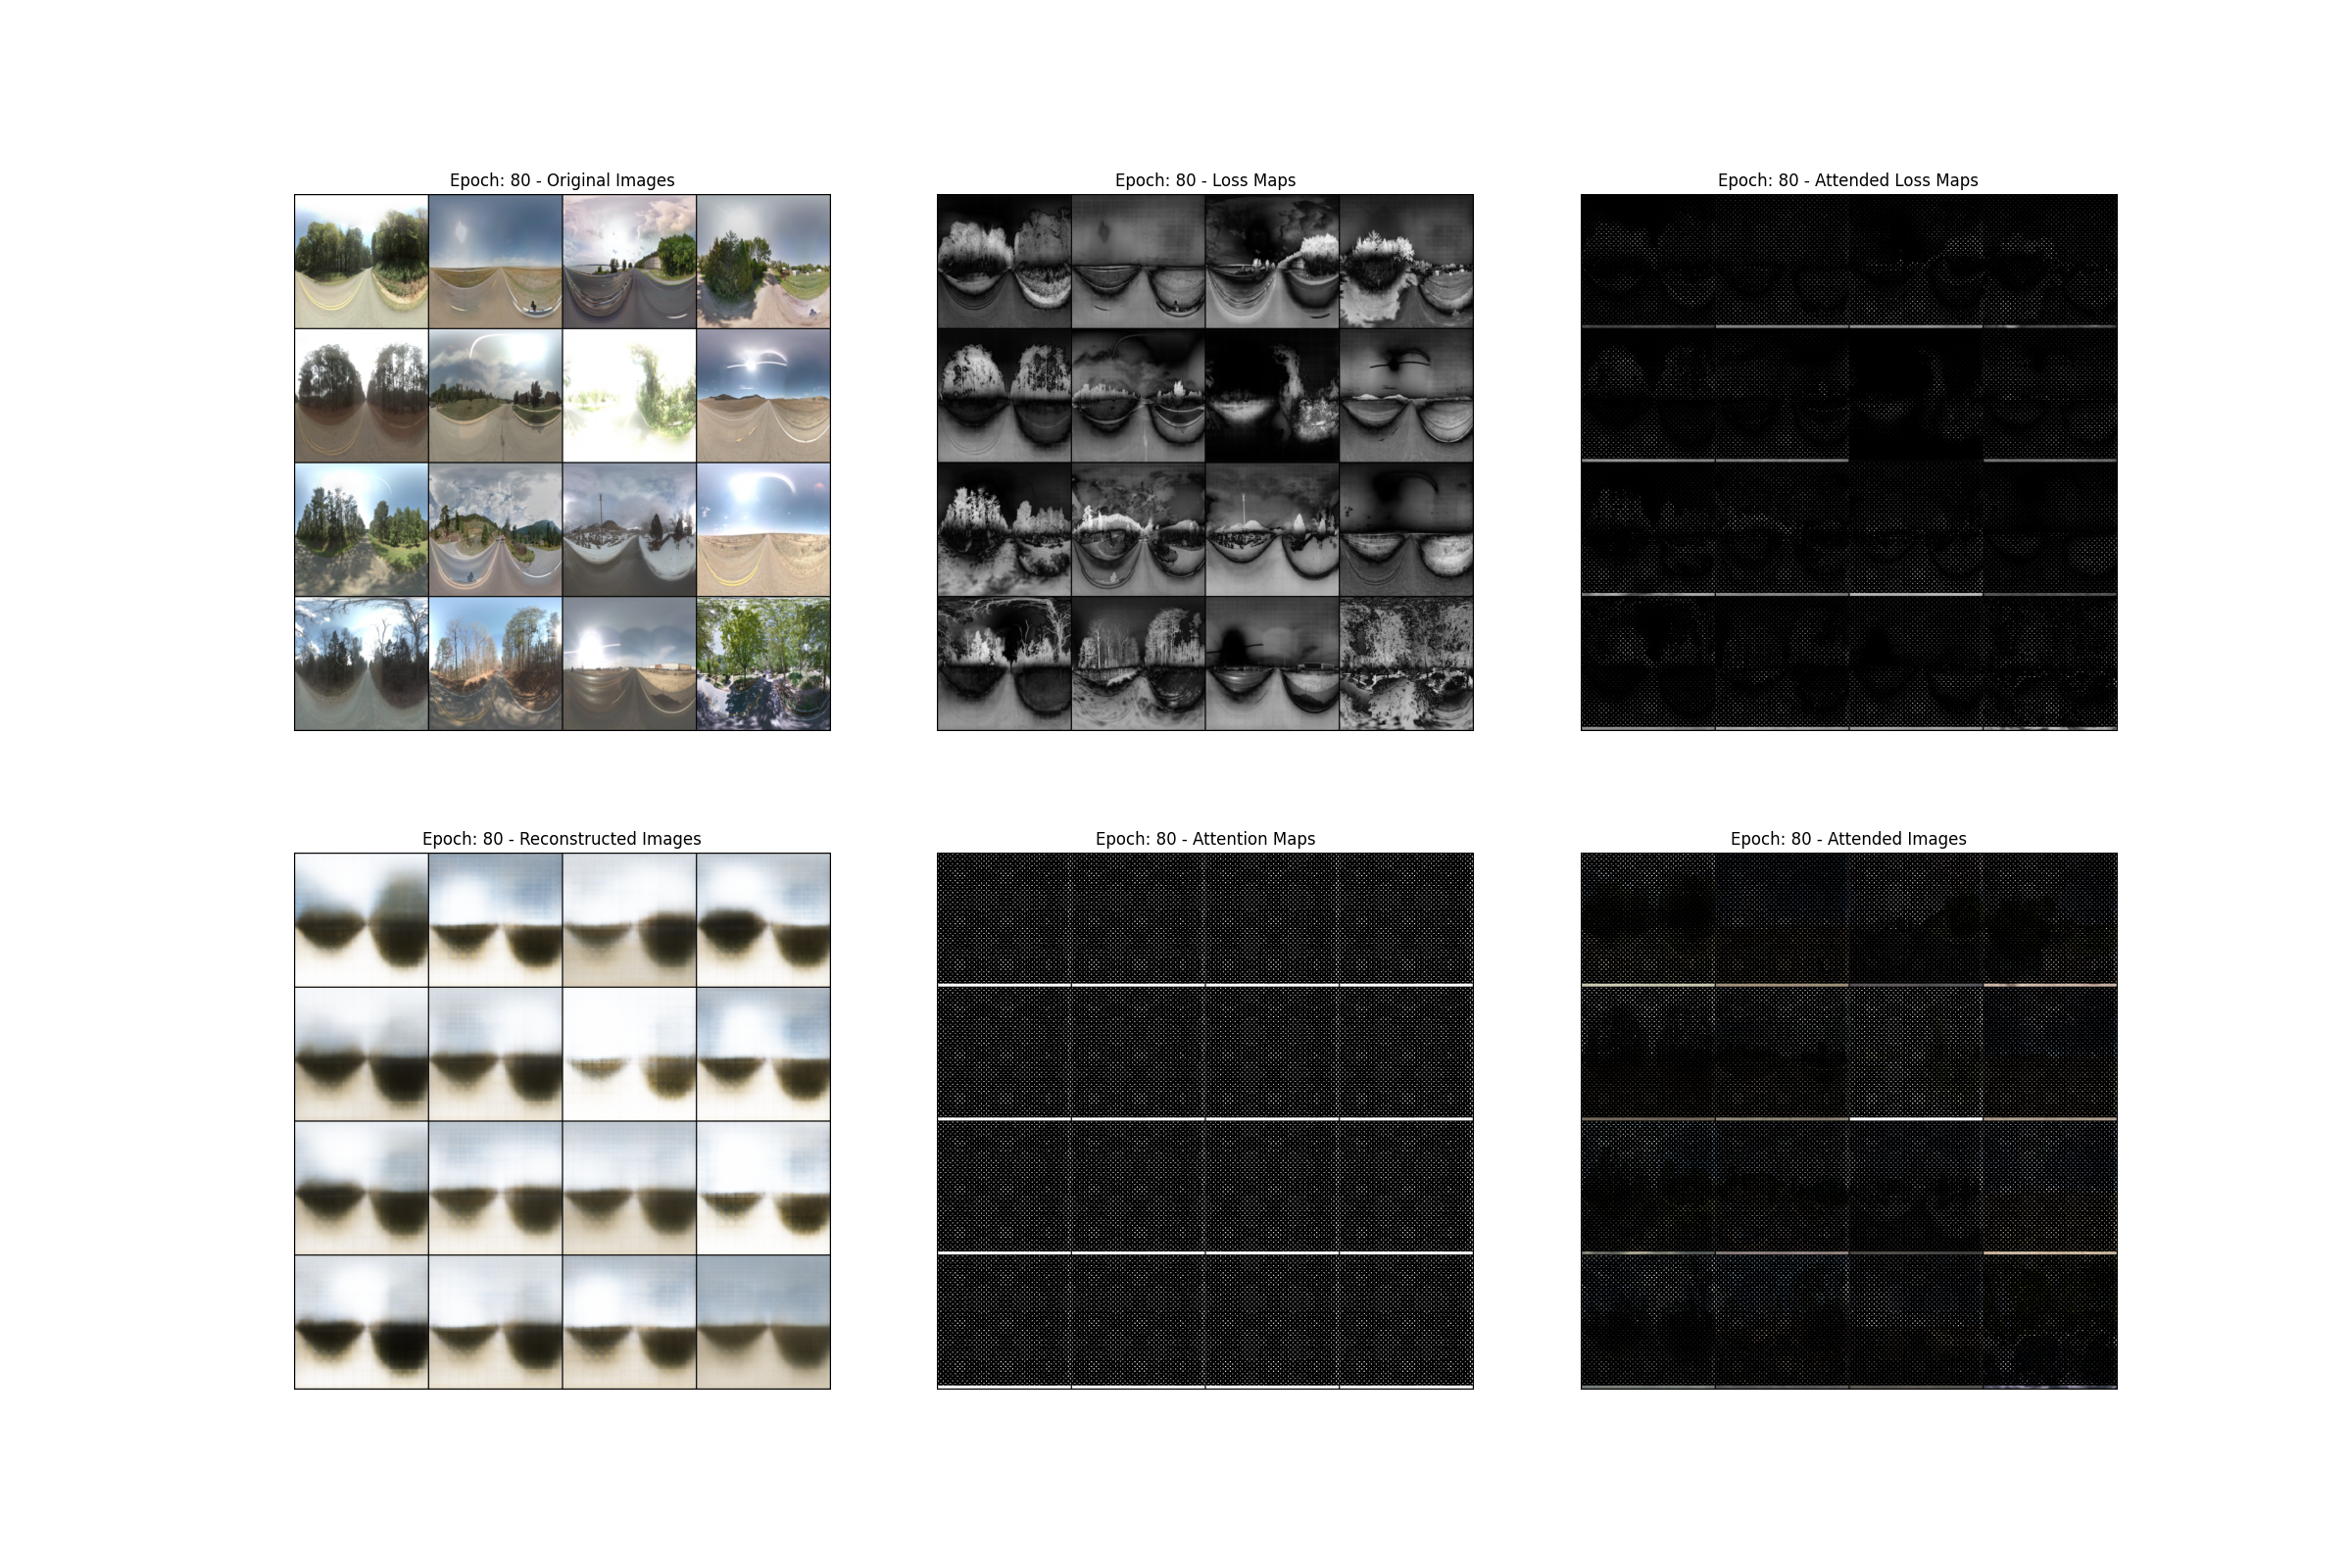 Epoch: 80 - Original Images
Epoch: 80 - Loss Maps
Epoch: 80 - Attended Loss Maps
Epoch: 80 - Reconstructed Images
Epoch: 80 - Attention Maps
Epoch: 80 - Attended Images